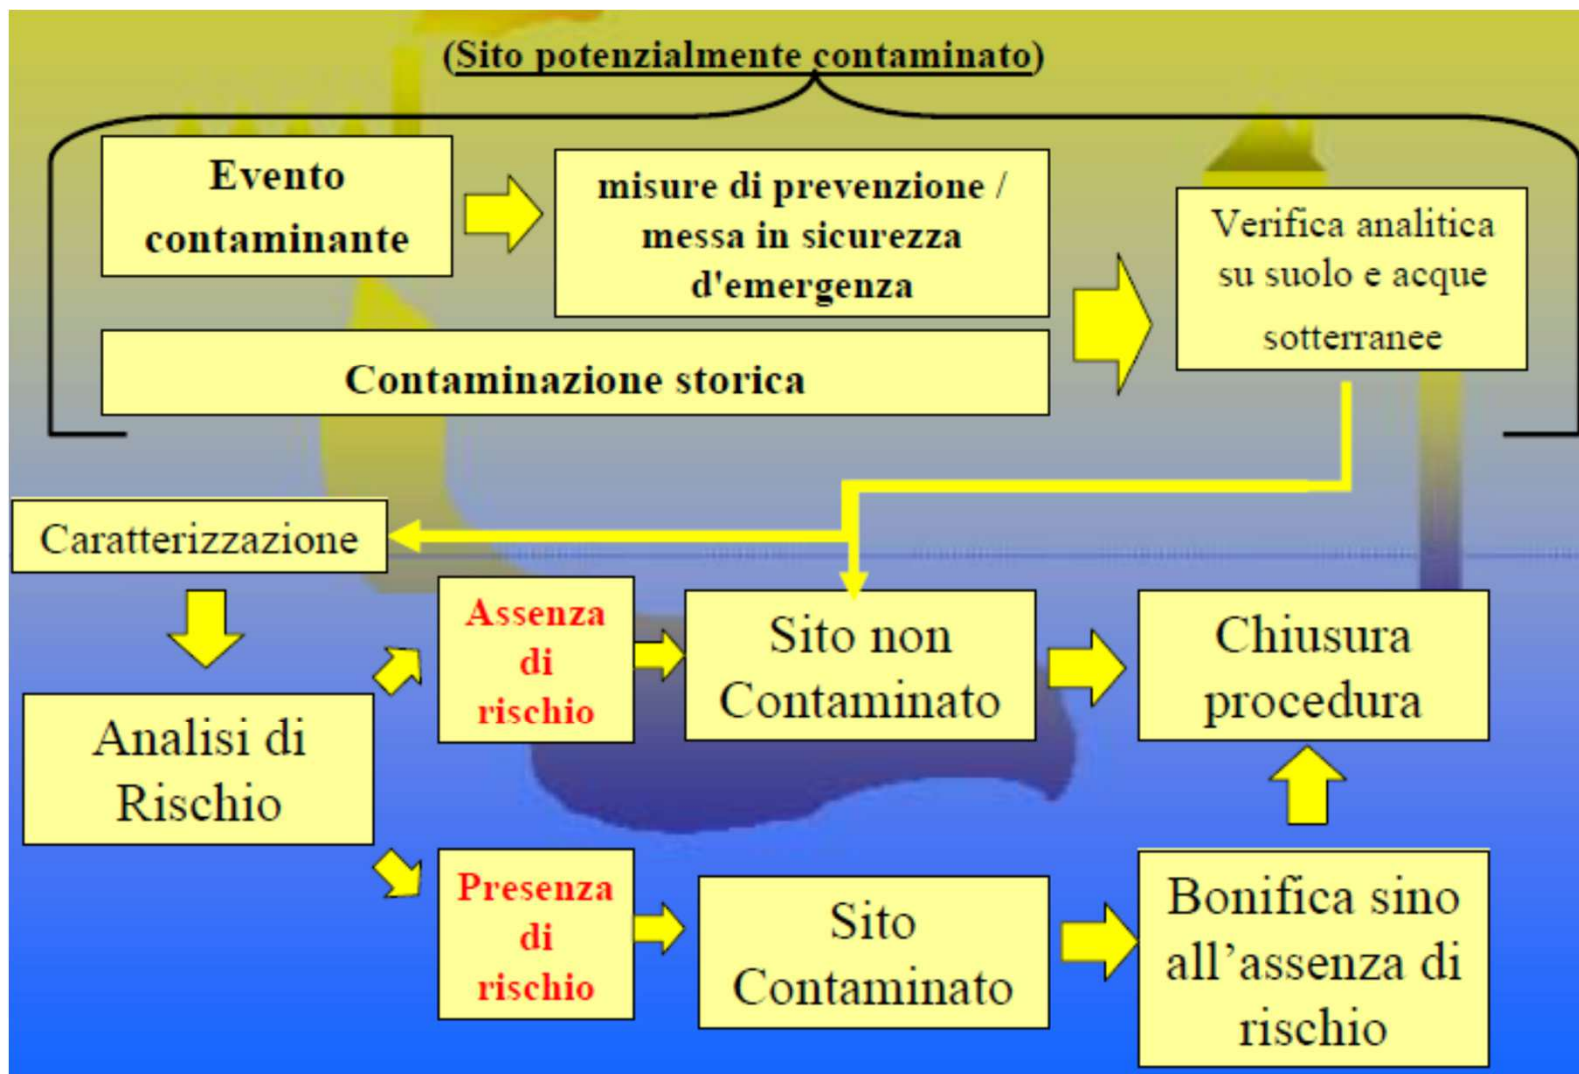 (Sito potenzialmente contaminato)
Evento
contaminante
misure di prevenzione /
messa in sicurezza
d'emergenza
Verifica analitica
su suolo e acque
sotterranee
Contaminazione storica
Caratterizzazione
Analisi di
Rischio
Assenza
di
rischio
Sito non
Contaminato
Chiusura
procedura
Presenza
di
rischio
Sito
Contaminato
Bonifica sino
all’assenza di
rischio